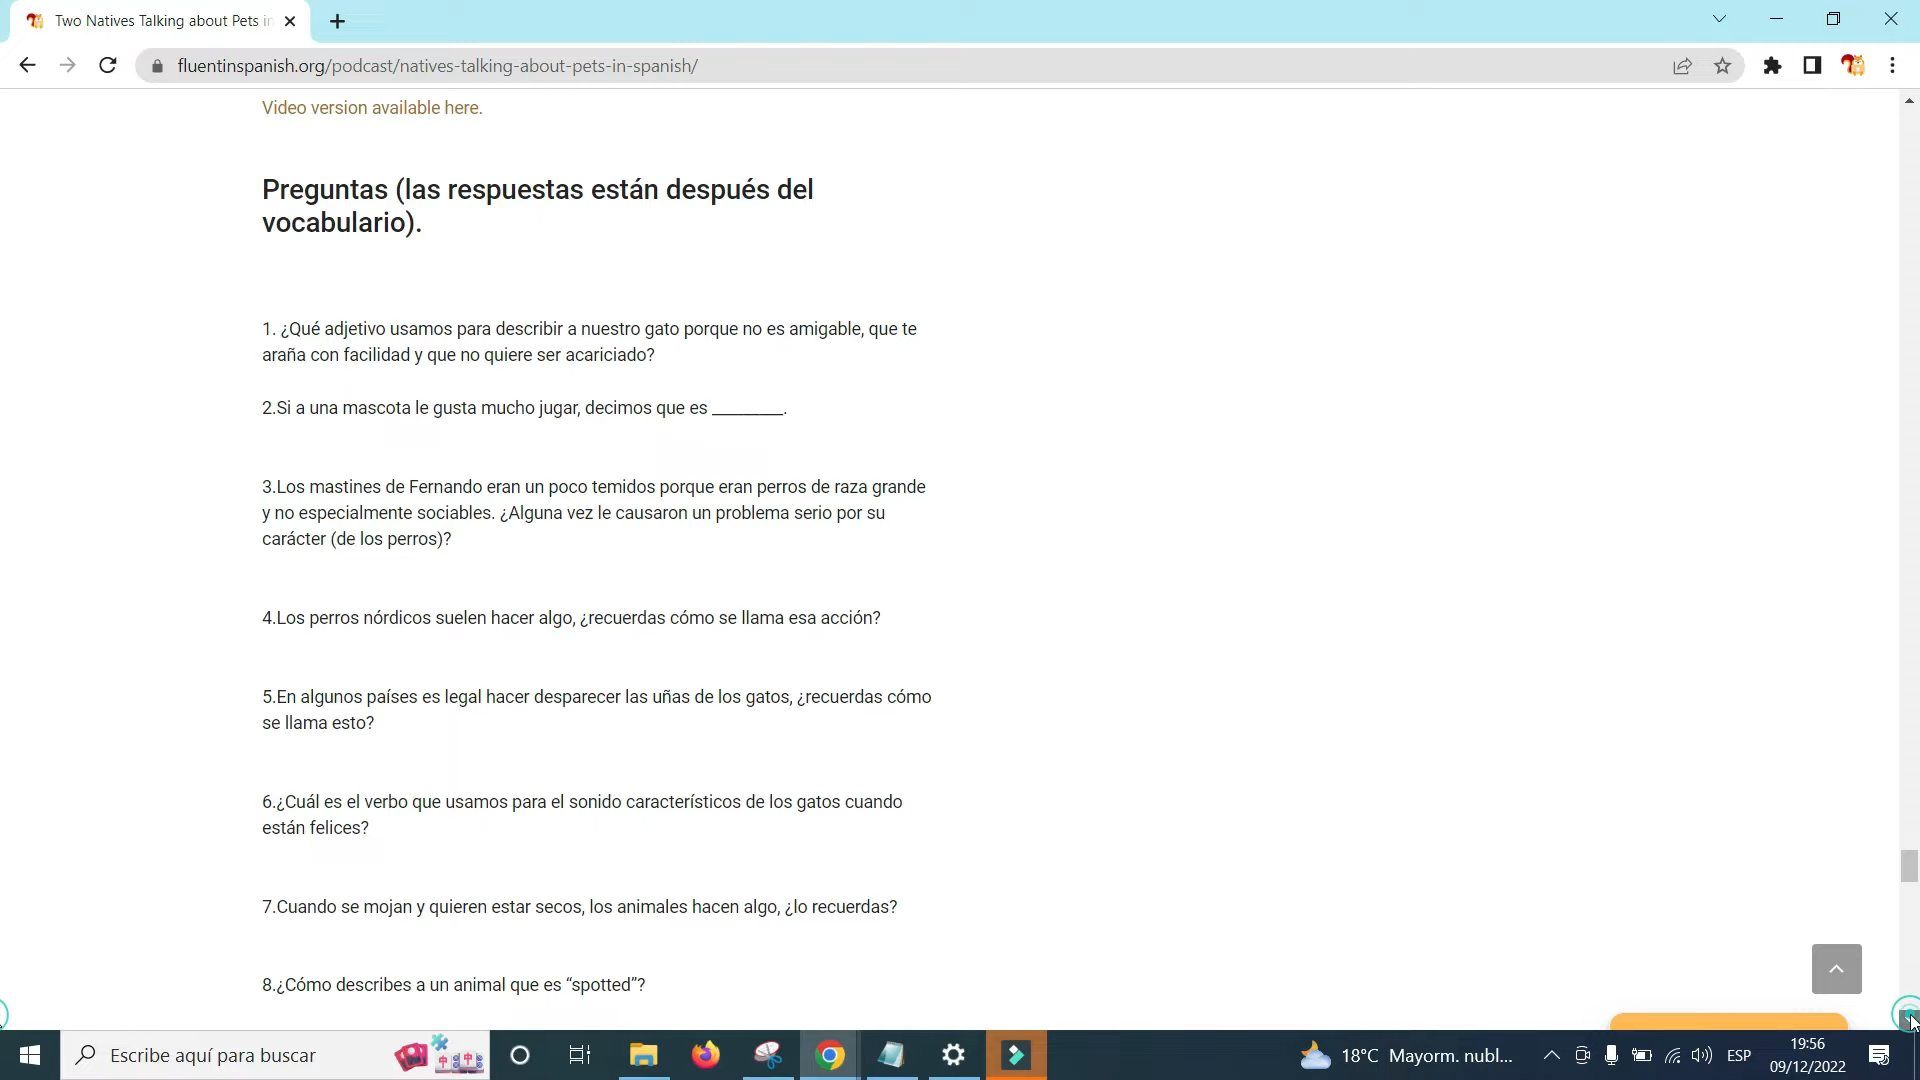 Two Natives Talking about Pets in
fluentinspanish.org/podcast/natives-talking-about-pets-in-spanish/
Video version available here.
Preguntas (las respuestas están después del
vocabulario).
1. ¿Qué adjetivo usamos para describir a nuestro gato porque no es amigable, que te
araña con facilidad y que no quiere ser acariciado?
2.Si a una mascota le gusta mucho jugar, decimos que es _________.
3.Los mastines de Fernando eran un poco temidos porque eran perros de raza grande
y no especialmente sociables. ¿Alguna vez le causaron un problema serio por su
carácter (de los perros)?
4.Los perros nórdicos suelen hacer algo, ¿recuerdas cómo se llama esa acción?
5.En algunos países es legal hacer desparecer las uñas de los gatos, ¿recuerdas cómo
se llama esto?
6.¿Cuál es el verbo que usamos para el sonido característicos de los gatos cuando
están felices?
7.Cuando se mojan y quieren estar secos, los animales hacen algo, ¿lo recuerdas?
8.¿Cómo describes a un animal que es “spotted”?
Escribe aquí para buscar
18°C Mayorm. nubl...
ESP
19:56
09/12/2022